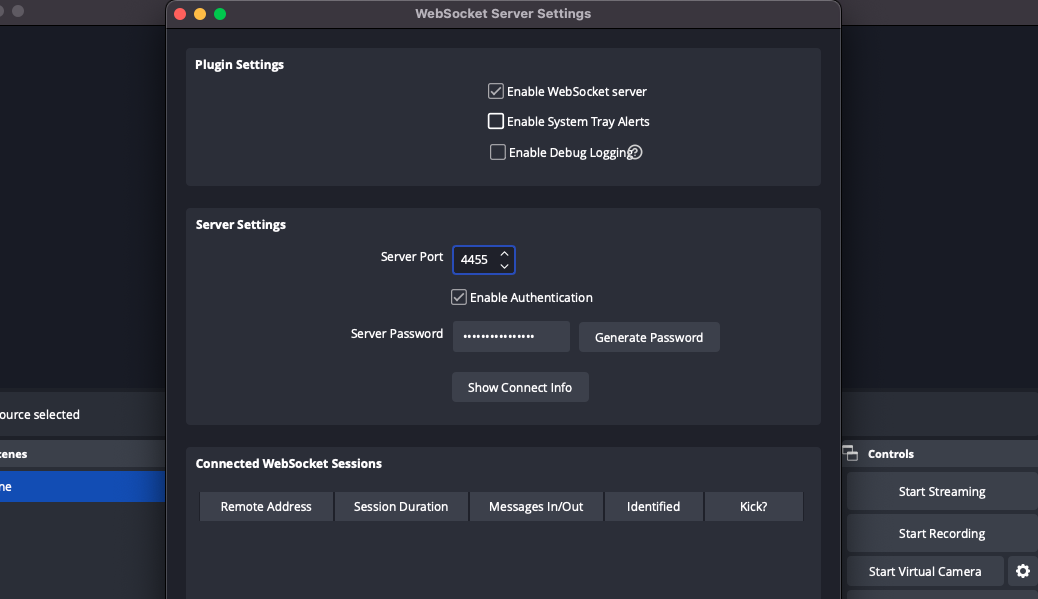 WebSocket Server Settings
Plugin Settings
Enable WebSocket server
Enable System Tray Alerts
Enable Debug Logging
Server Settings
Server Port 4455
Enable Authentication
Server Password ••••••••••••••• Generate Password
Show Connect Info
ource selected
Connected WebSocket Sessions
enes
Controls
Remote Address Session Duration Messages In/Out Identified Kick?
ne
Start Streaming
Start Recording
Start Virtual Camera